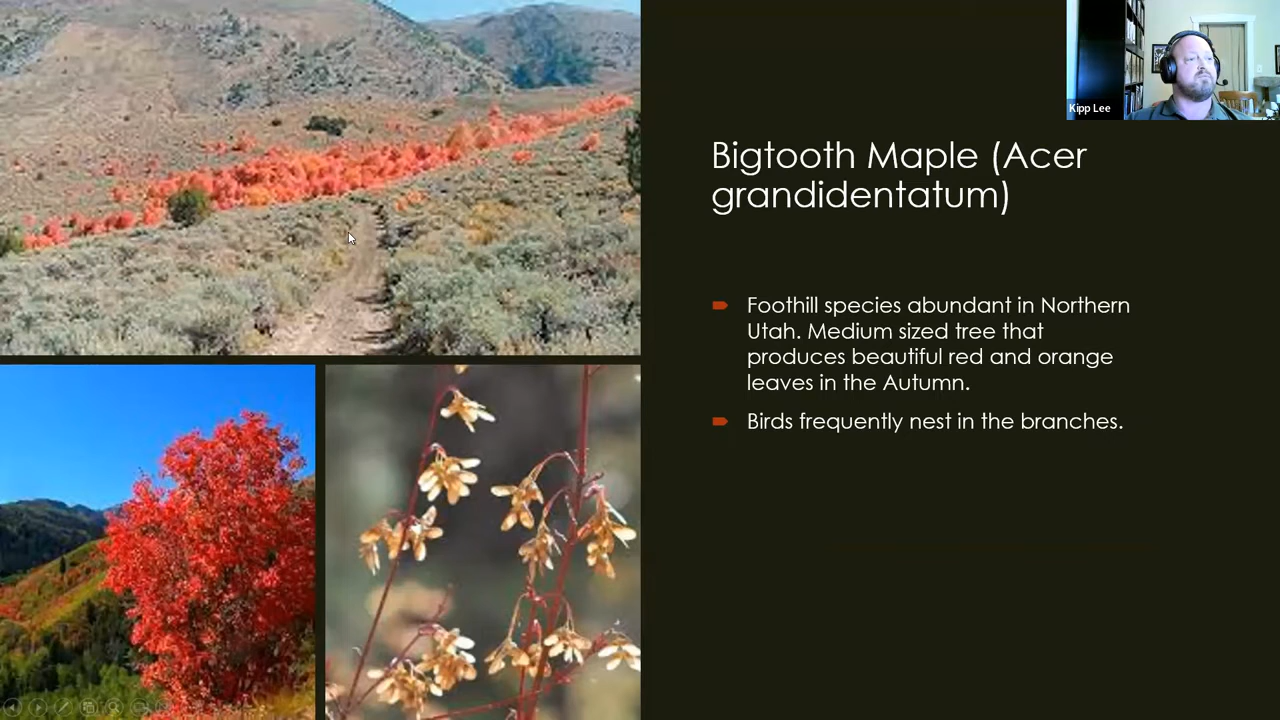 Kipp Lee
Bigtooth Maple (Acer
grandidentatum)
Foothill species abundant in Northern
Utah. Medium sized tree that
produces beautiful red and orange
leaves in the Autumn.
Birds frequently nest in the branches.